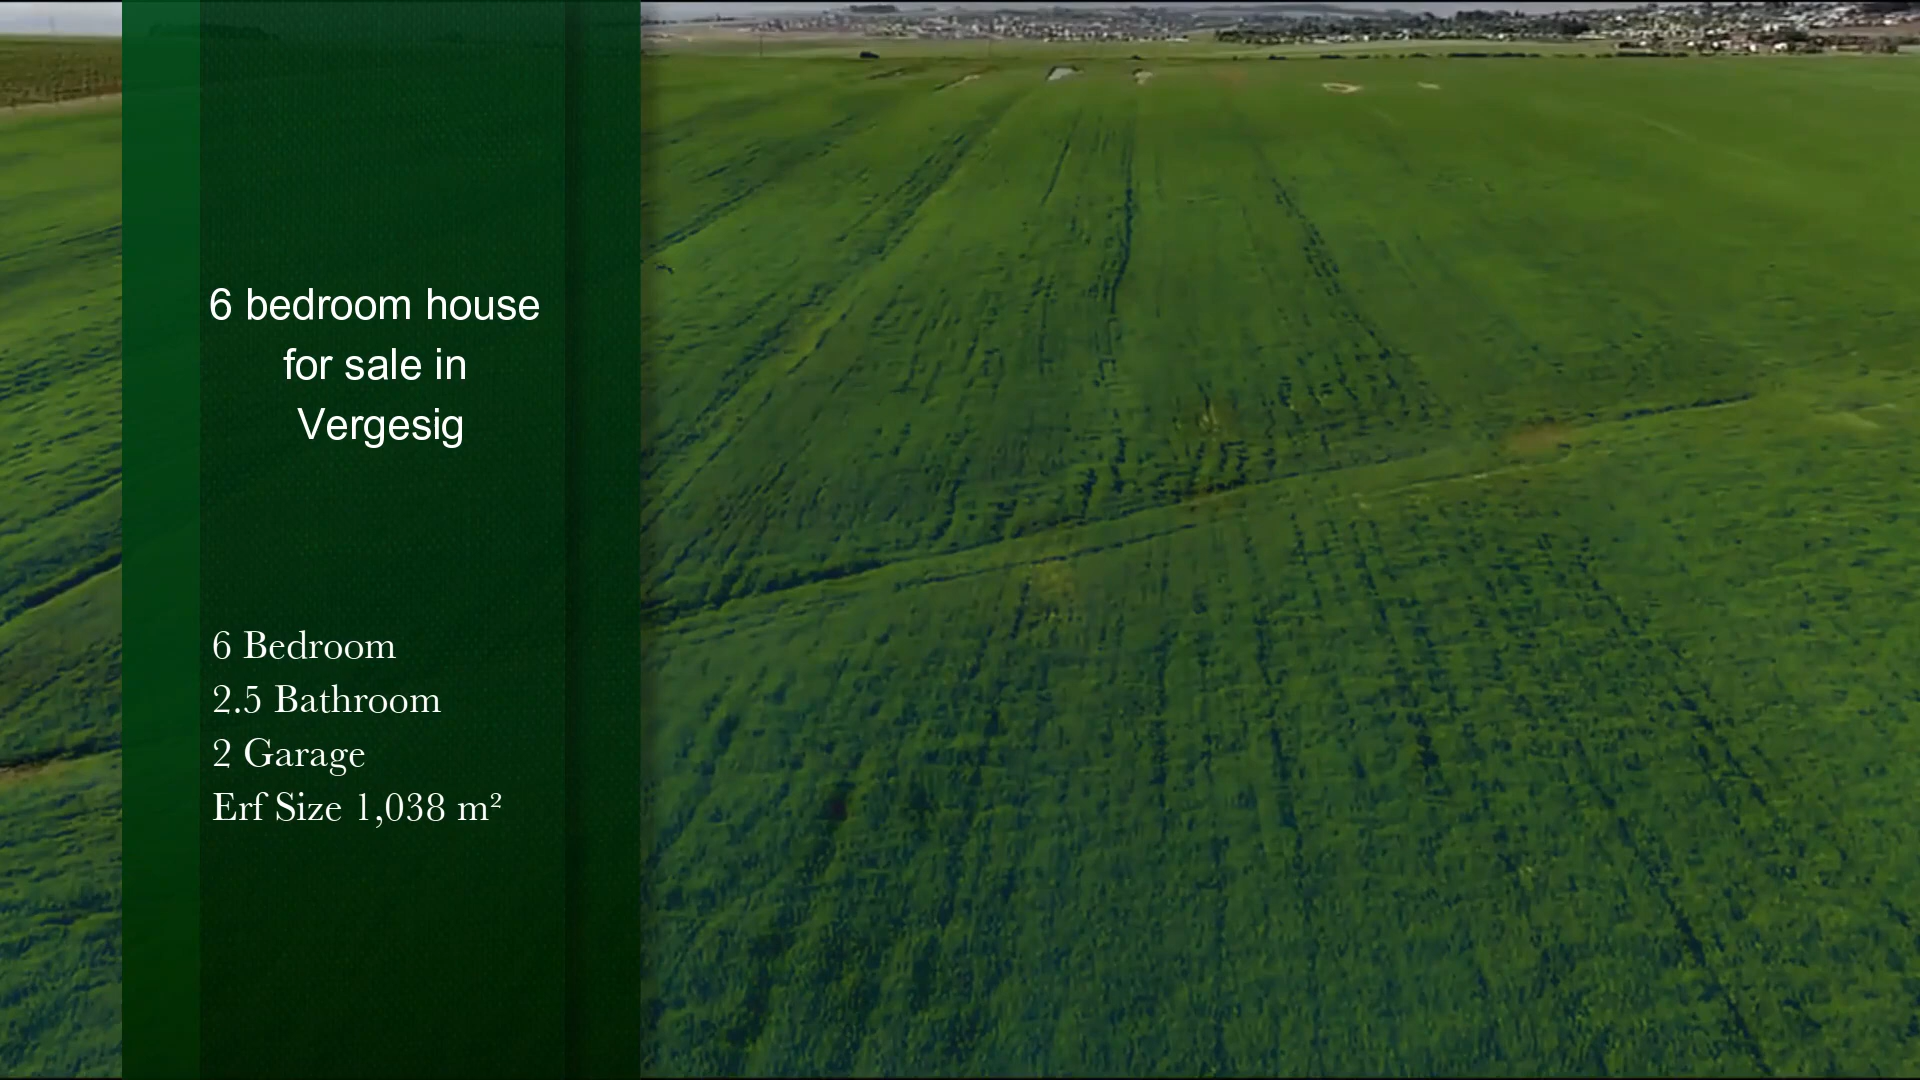 6 bedroom house
for sale in
Vergesig
6 Bedroom
2.5 Bathroom
2 Garage
Erf Size 1,038 m²